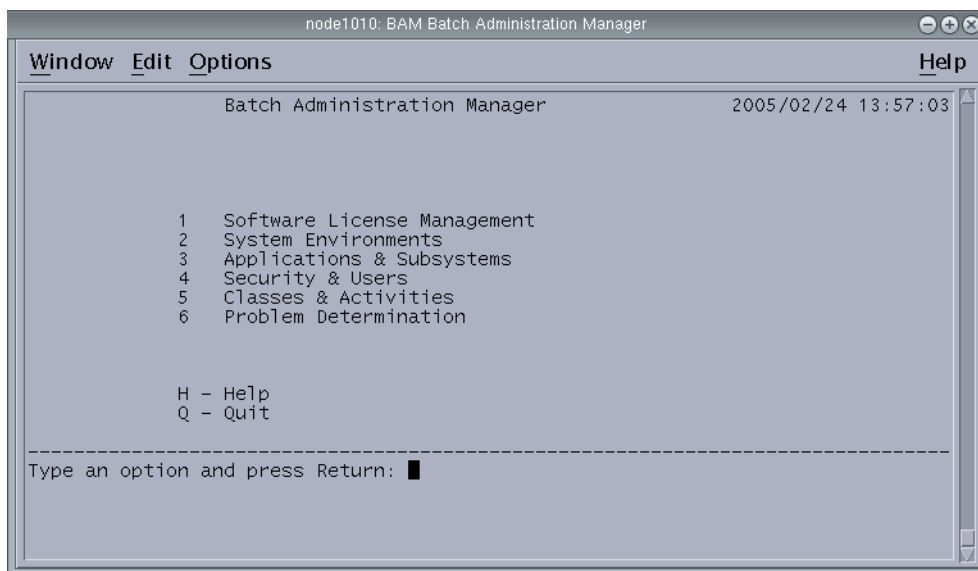 node1010: BAM Batch Administration Manager
Window Edit Options Help
Batch Administration Manager 2005/02/24 13:57:03
1 Software License Management
2 System Environments
3 Applications & Subsystems
4 Security & Users
5 Classes & Activities
6 Problem Determination
H – Help
Q – Quit
--------------------------------------------------------------------------------
Type an option and press Return: